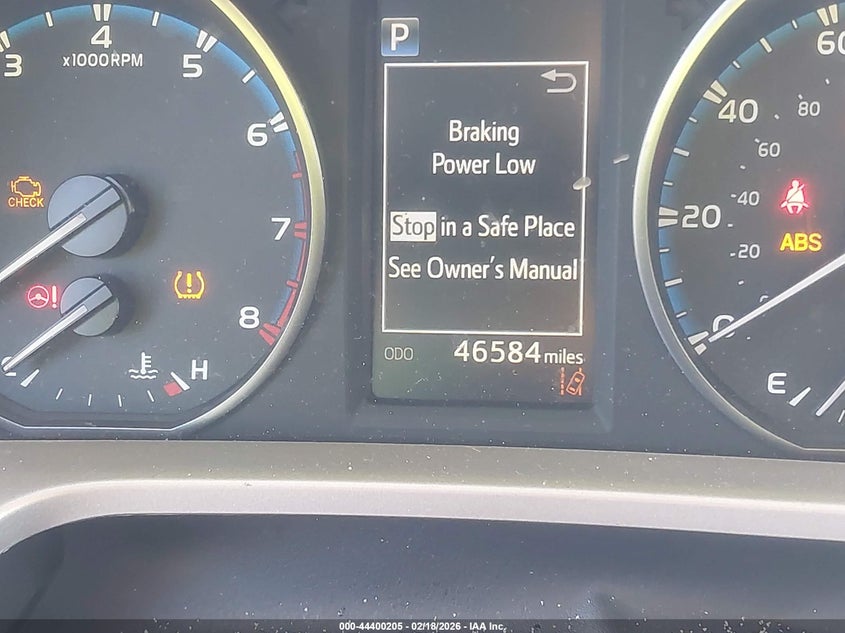 3
4
5
6
7
8
x1000RPM
CHECK
H
P
Braking
Power Low
Stop in a Safe Place
See Owner's Manual
ODO 46584 miles
60
40
20
0
80
60
40
20
ABS
E
000-44400205 - 02/18/2026 - IAA Inc.